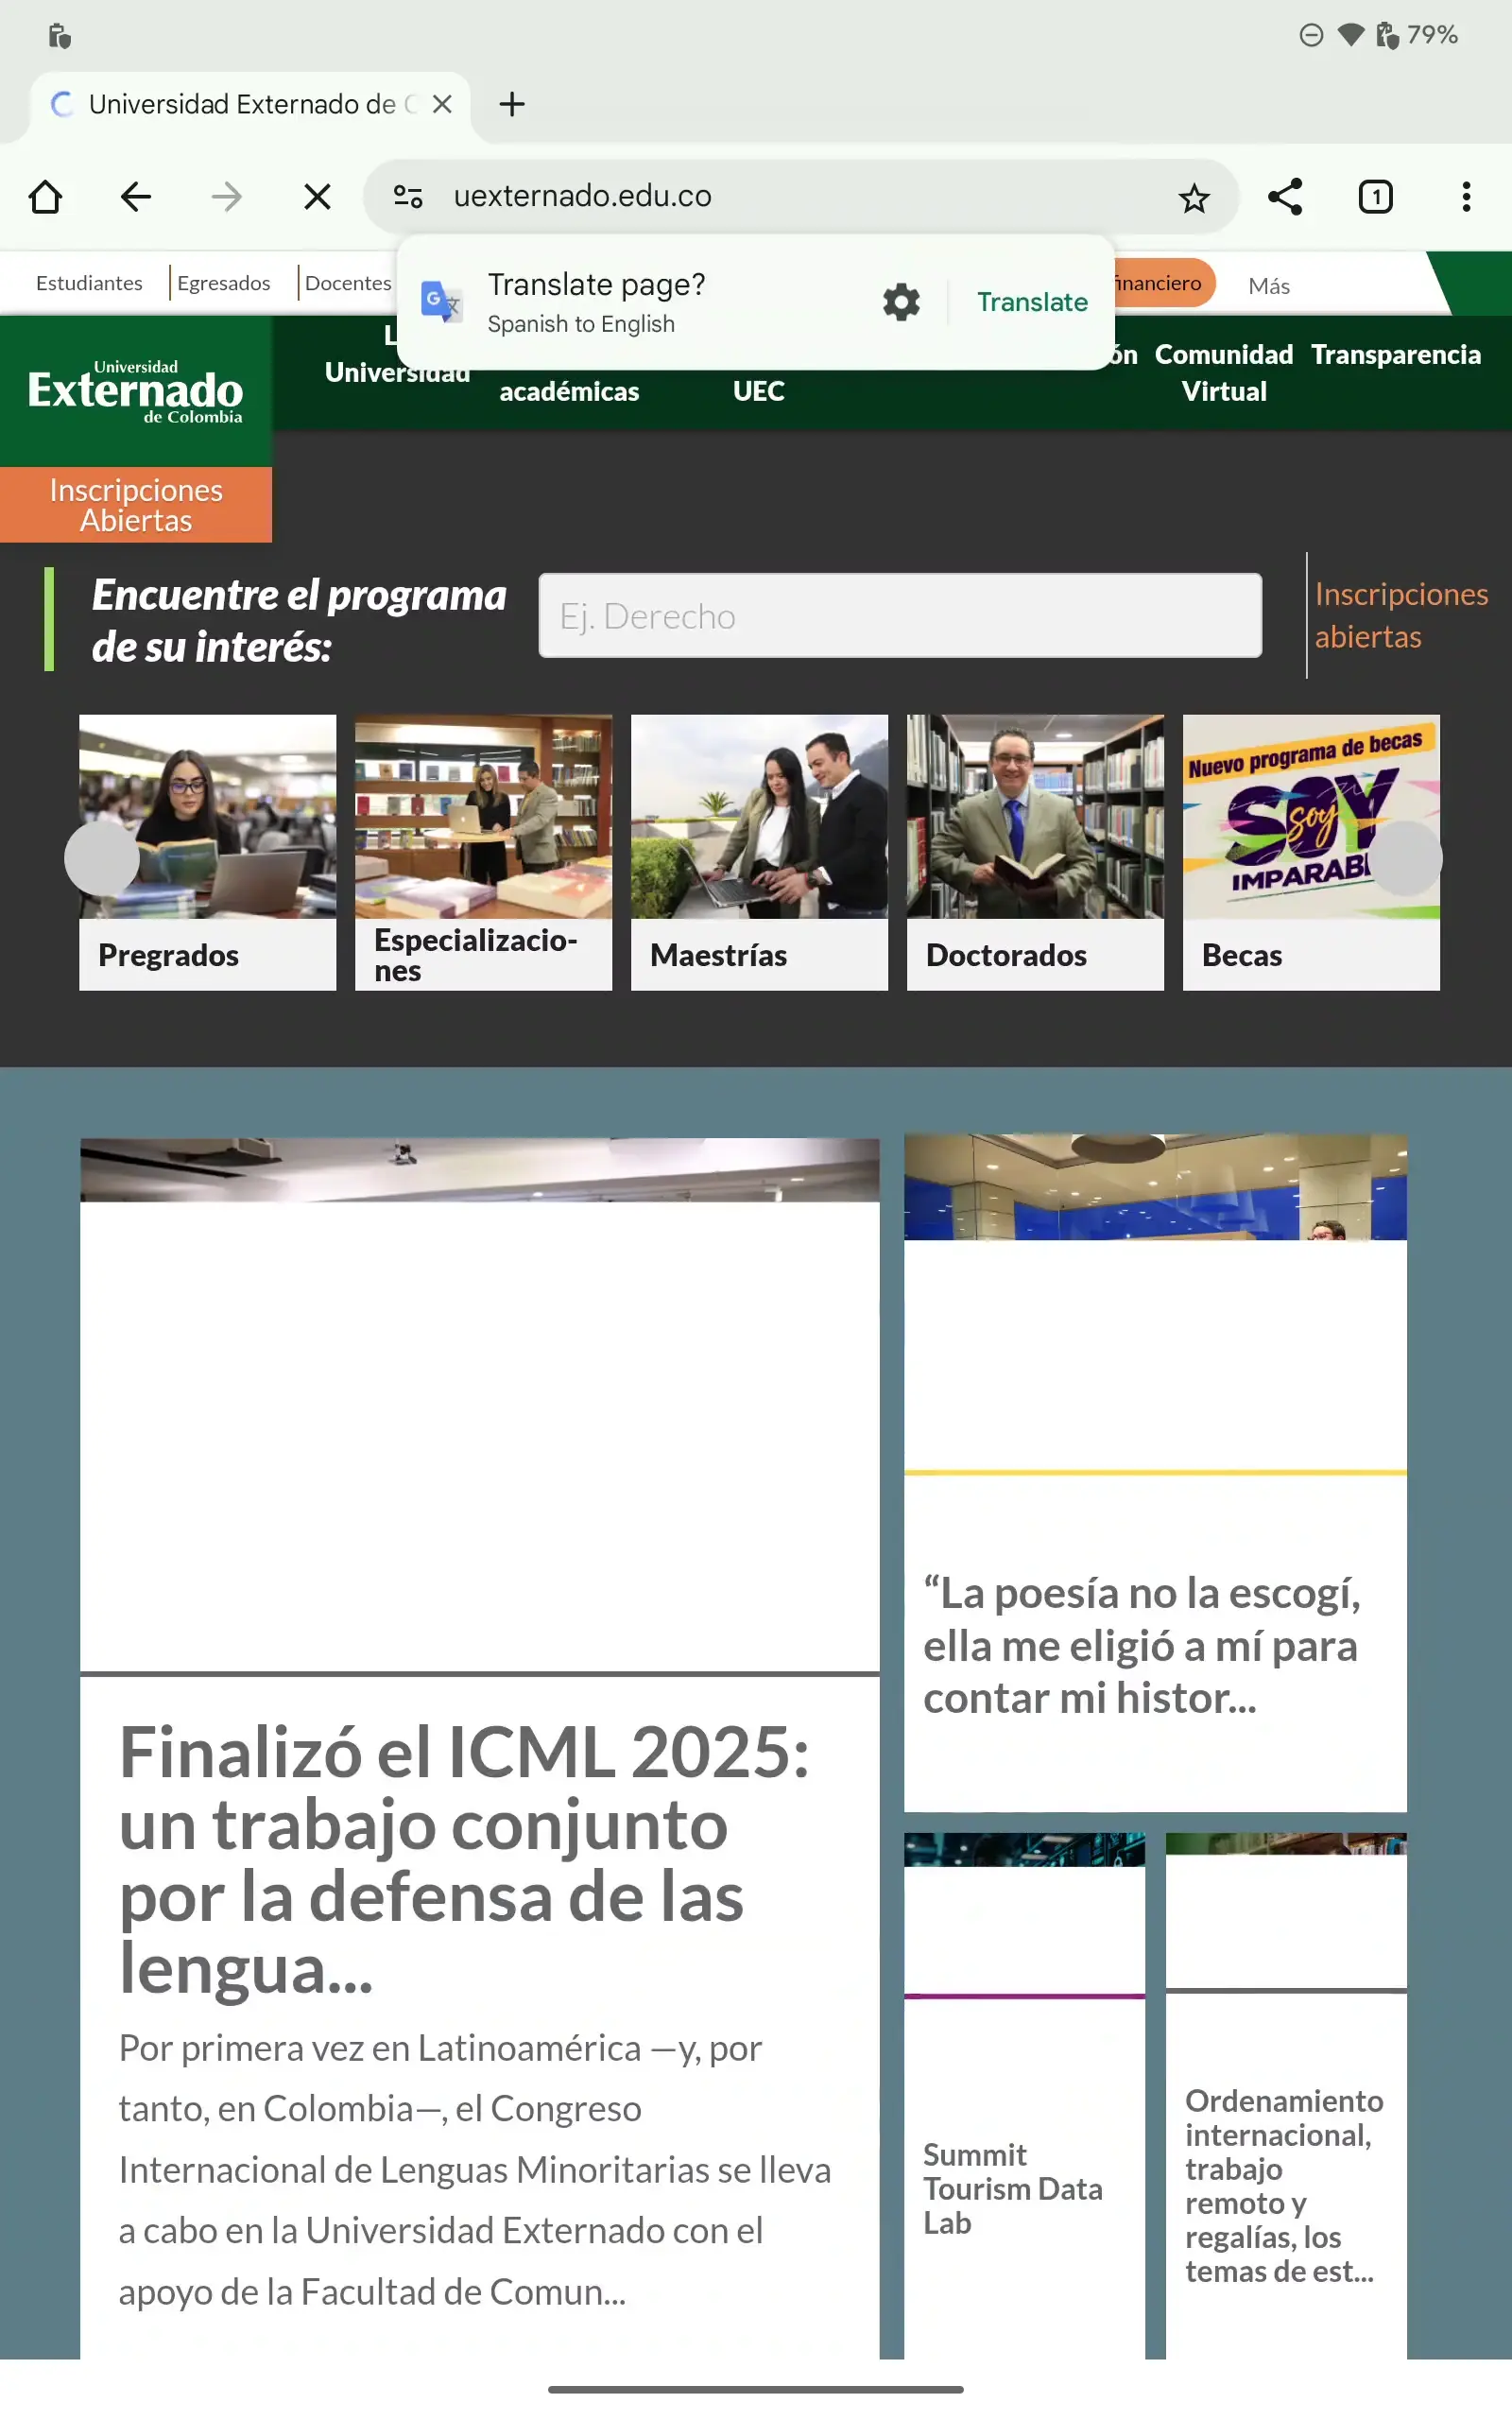 79%
Universidad Externado de
uexternado.edu.co
1
Translate page?
Spanish to English
Translate
Estudiantes
Egresados
Docentes
financiero
Más
Universidad
académicas
UEC
Comunidad
Virtual
Transparencia
Universidad
Externado
de Colombia
Inscripciones
Abiertas
Encuentre el programa
de su interés:
Ej. Derecho
Inscripciones
abiertas
Nuevo programa de becas
SOY
soy
Pregrados
Especializacio-
nes
Maestrías
Doctorados
Becas
Finalizó el ICML 2025:
un trabajo conjunto
por la defensa de las
lengua...
Por primera vez en Latinoamérica —y, por
tanto, en Colombia—, el Congreso
Internacional de Lenguas Minoritarias se lleva
a cabo en la Universidad Externado con el
apoyo de la Facultad de Comun...
“La poesía no la escogí,
ella me eligió a mí para
contar mi histor...
Summit
Tourism Data
Lab
Ordenamiento
internacional,
trabajo
remoto y
regalías, los
temas de est...